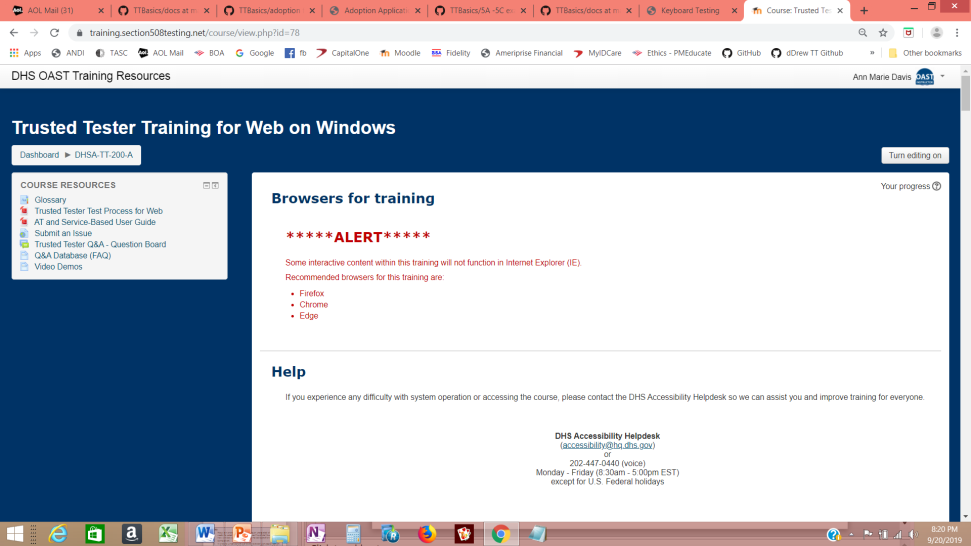 AOL Mail (31)
TTBasics/docs at m
TTBasics/adoption
Adoption Applicat
TTBasics/5A -5C ex
TTBasics/docs at m
Keyboard Testing
Course: Trusted Te
training.section508testing.net/course/view.php?id=78
Apps ANDI TASC AOL Mail BOA Google fb CapitalOne Moodle Fidelity Ameriprise Financial MyIDCare Ethics - PMEducate GitHub dDrew TT Github » Other bookmarks
DHS OAST Training Resources
Ann Marie Davis OAST
Trusted Tester Training for Web on Windows
Dashboard ► DHSA-TT-200-A
Turn editing on
COURSE RESOURCES
Glossary
Trusted Tester Test Process for Web
AT and Service-Based User Guide
Submit an Issue
Trusted Tester Q&A - Question Board
Q&A Database (FAQ)
Video Demos
Your progress
Browsers for training
*****ALERT*****
Some interactive content within this training will not function in Internet Explorer (IE).
Recommended browsers for this training are:
• Firefox
• Chrome
• Edge
Help
If you experience any difficulty with system operation or accessing the course, please contact the DHS Accessibility Helpdesk so we can assist you and improve training for everyone.
DHS Accessibility Helpdesk
(accessibility@hq.dhs.gov)
or
202-447-0440 (voice)
Monday - Friday (8:30am - 5:00pm EST)
except for U.S. Federal holidays
8:20 PM
9/20/2019